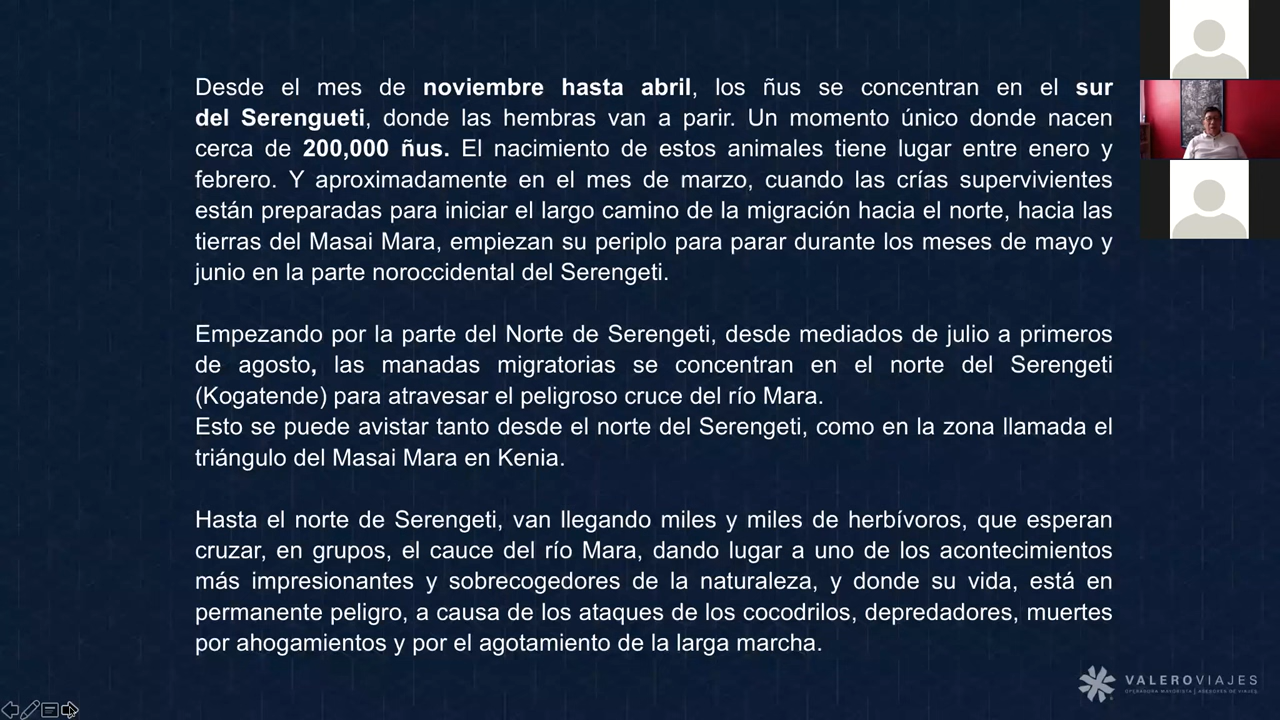 Desde el mes de noviembre hasta abril, los ñus se concentran en el sur
del Serengueti, donde las hembras van a parir. Un momento único donde nacen
cerca de 200,000 ñus. El nacimiento de estos animales tiene lugar entre enero y
febrero. Y aproximadamente en el mes de marzo, cuando las crías supervivientes
están preparadas para iniciar el largo camino de la migración hacia el norte, hacia las
tierras del Masai Mara, empiezan su periplo para parar durante los meses de mayo y
junio en la parte noroccidental del Serengeti.
Empezando por la parte del Norte de Serengeti, desde mediados de julio a primeros
de agosto, las manadas migratorias se concentran en el norte del Serengeti
(Kogatende) para atravesar el peligroso cruce del río Mara.
Esto se puede avistar tanto desde el norte del Serengeti, como en la zona llamada el
triángulo del Masai Mara en Kenia.
Hasta el norte de Serengeti, van llegando miles y miles de herbívoros, que esperan
cruzar, en grupos, el cauce del río Mara, dando lugar a uno de los acontecimientos
más impresionantes y sobrecogedores de la naturaleza, y donde su vida, está en
permanente peligro, a causa de los ataques de los cocodrilos, depredadores, muertes
por ahogamientos y por el agotamiento de la larga marcha.
VALEROVIAJES
OPERADORA MAYORISTA | ASESORES DE VIAJES